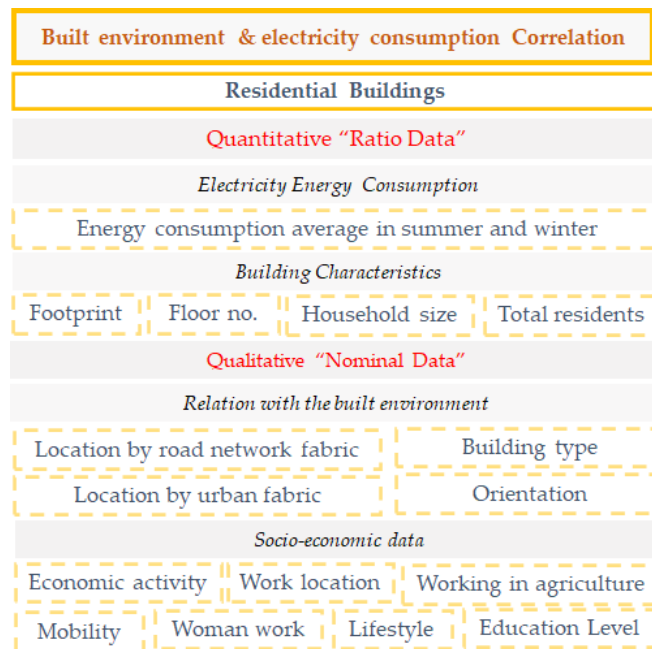 Built environment & electricity consumption Correlation
Residential Buildings
Quantitative “Ratio Data”
Electricity Energy Consumption
Energy consumption average in summer and winter
Building Characteristics
Footprint Floor no. Household size Total residents
Qualitative “Nominal Data”
Relation with the built environment
Location by road network fabric Building type
Location by urban fabric Orientation
Socio-economic data
Economic activity Work location Working in agriculture
Mobility Woman work Lifestyle Education Level